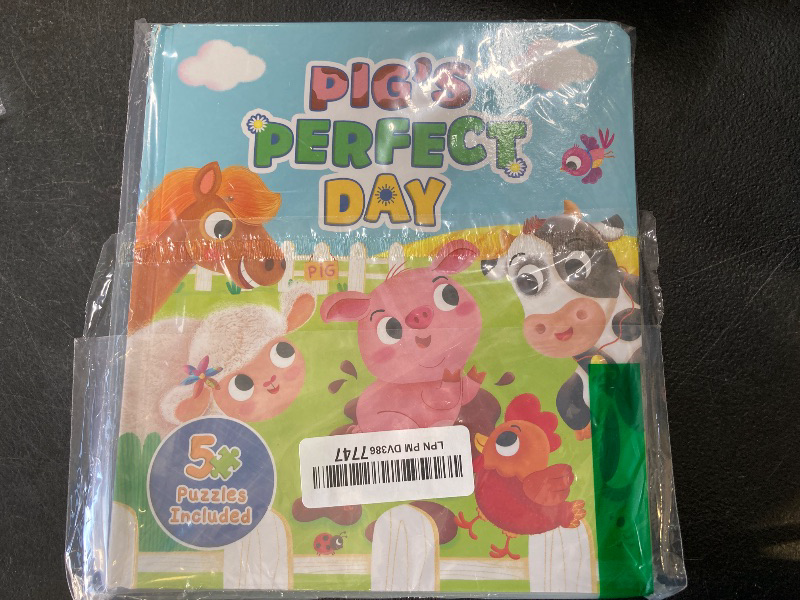 PIG'S
PERFECT
DAY
PIG
5
Puzzles
Included
LPN PM DV386 7747